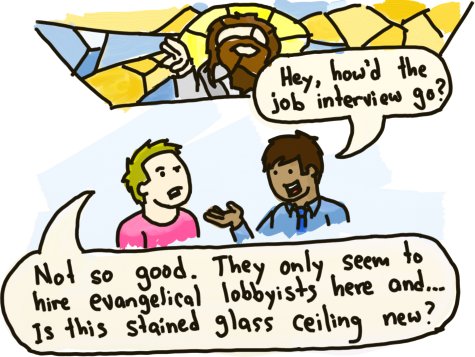 Hey, how'd the
job interview go?
Not so good. They only seem to
hire evangelical lobbyists here and...
Is this stained glass ceiling new?